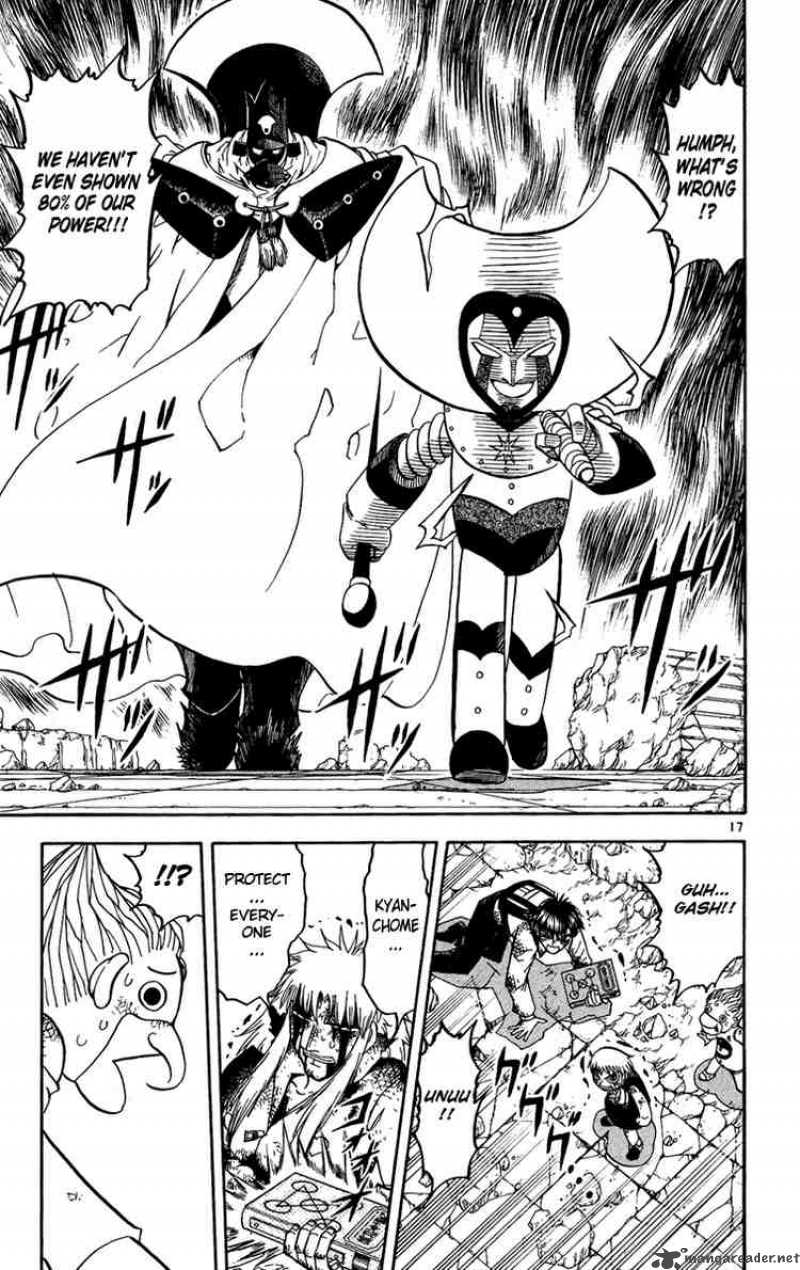 HUMPH,
WHAT'S
WRONG
!?
WE HAVEN'T
EVEN SHOWN
80% OF OUR
POWER!!!
17
GUH...
GASH!!
UNUU
!!
KYAN-
CHOME
...
PROTECT
...
EVERY-
ONE
...
!!?
mangareader.net